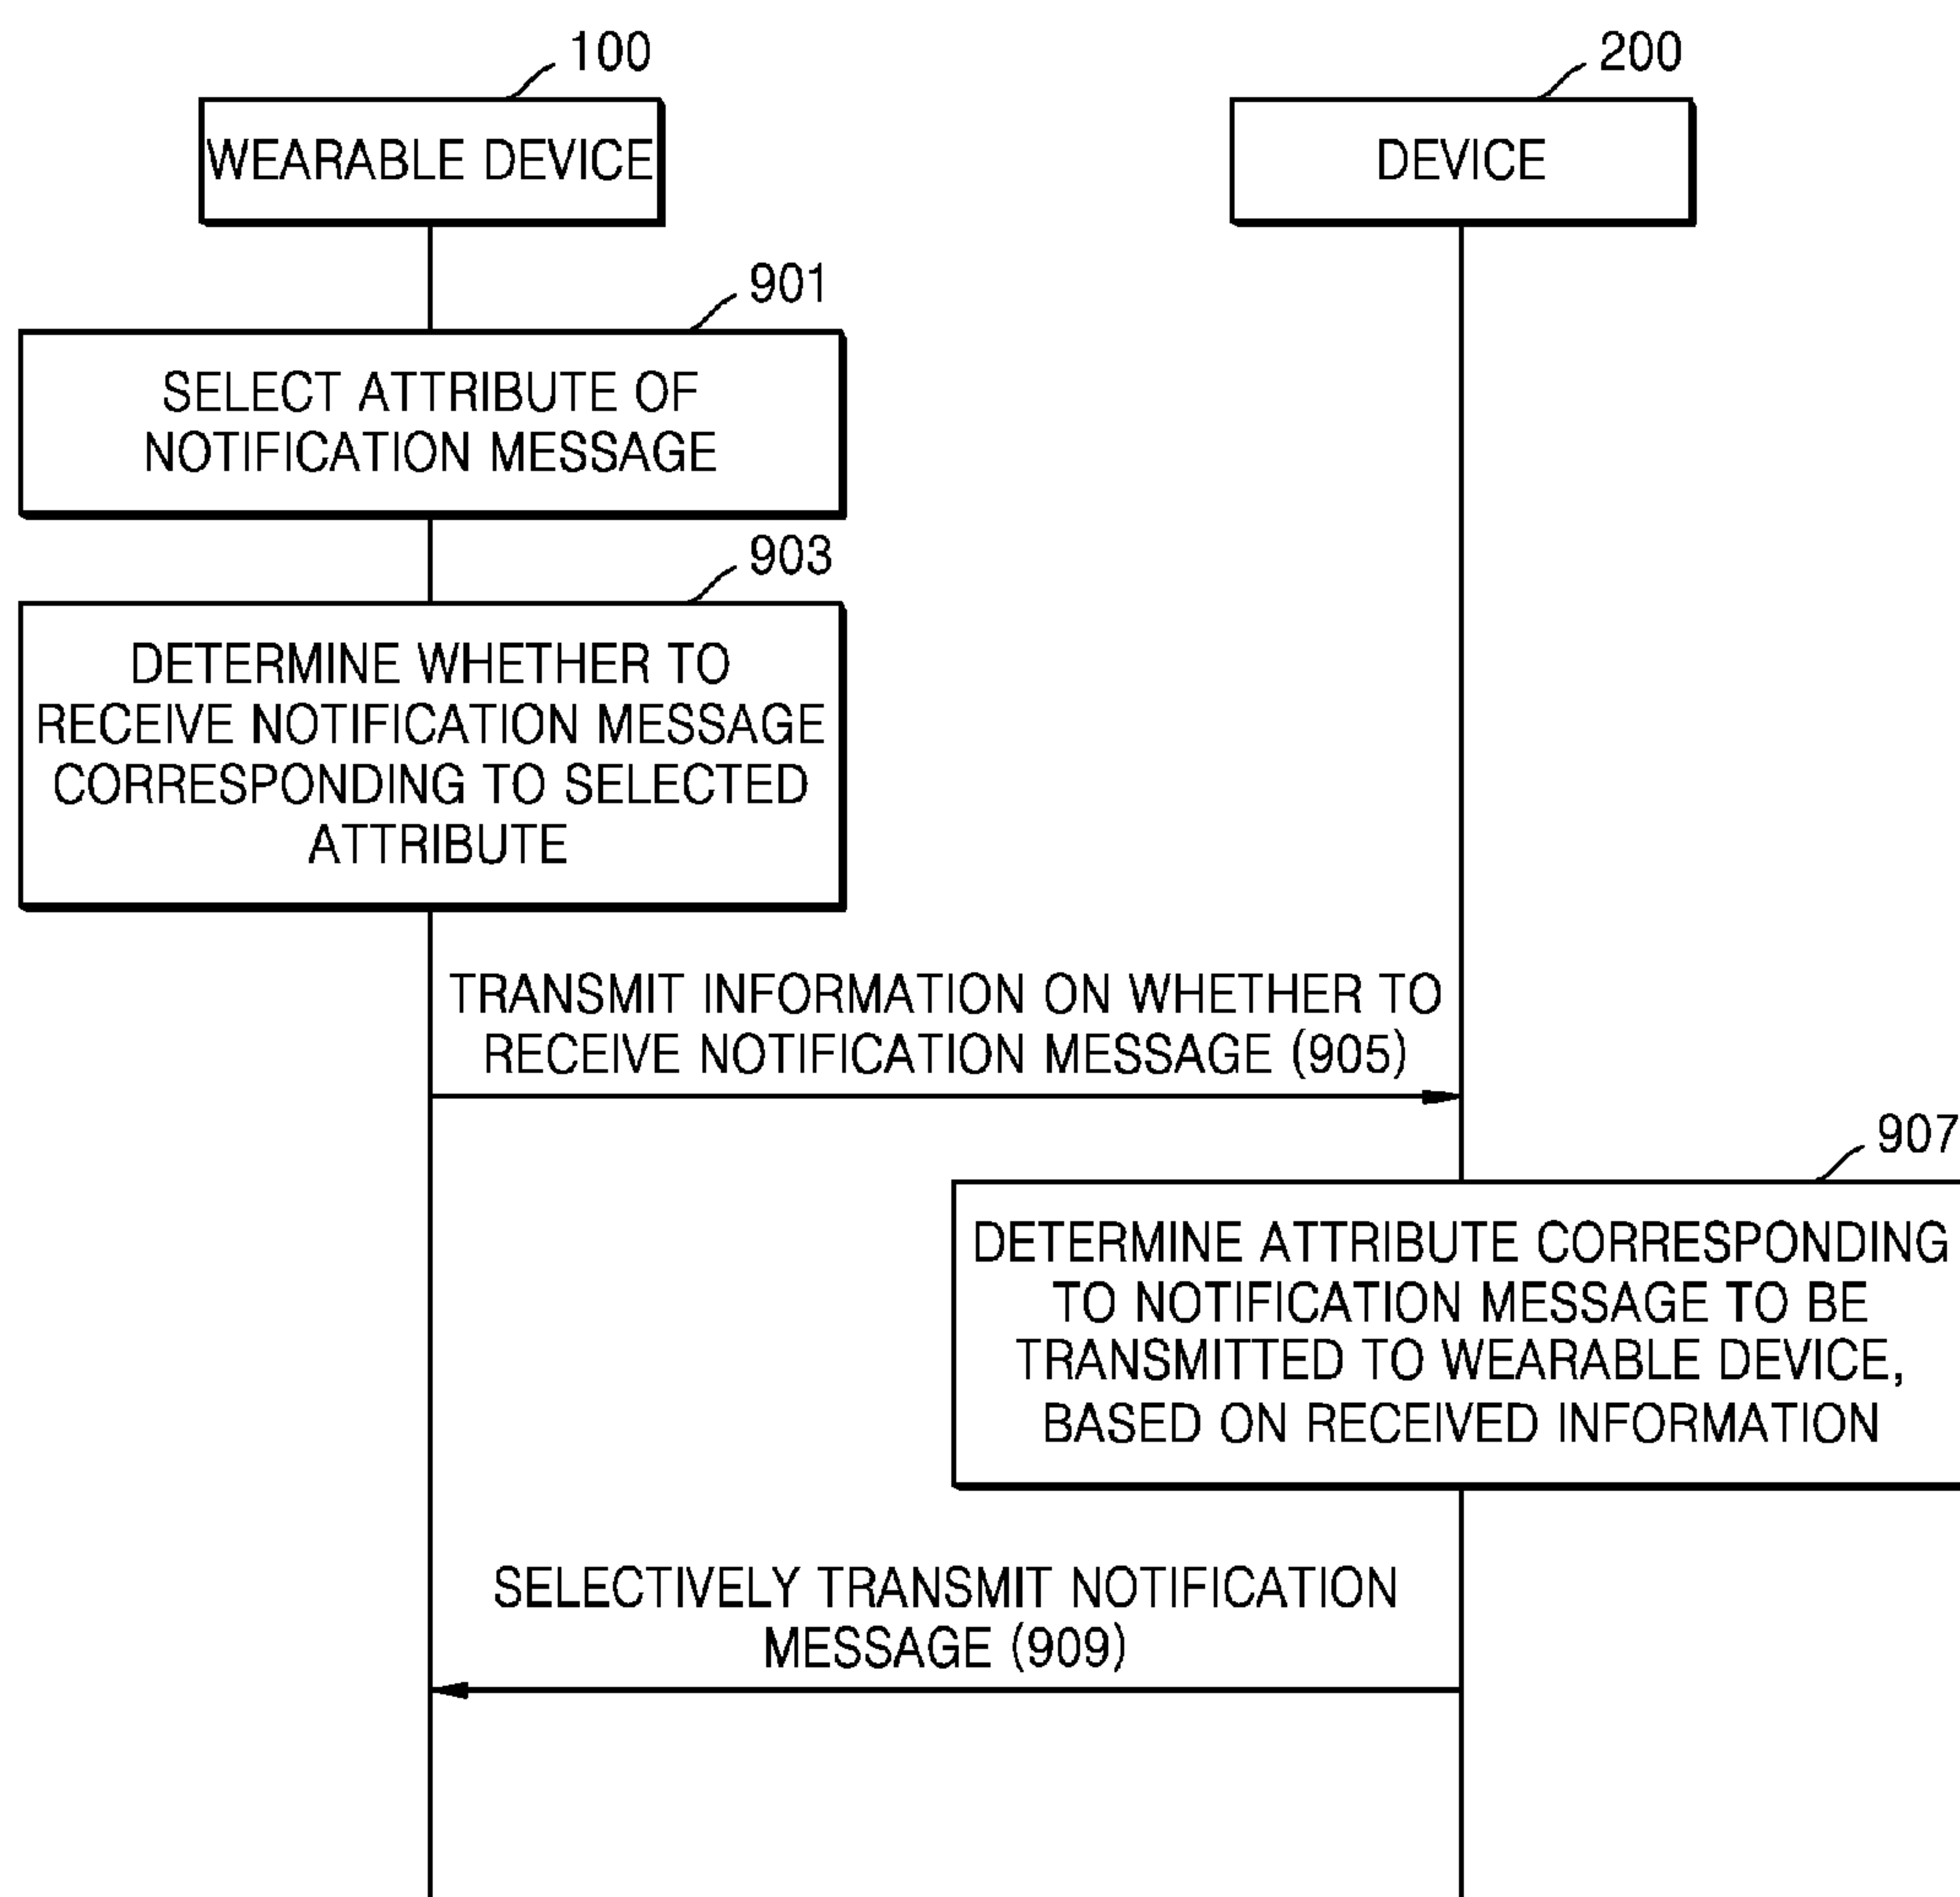 100
200
WEARABLE DEVICE
DEVICE
901
SELECT ATTRIBUTE OF
NOTIFICATION MESSAGE
903
DETERMINE WHETHER TO
RECEIVE NOTIFICATION MESSAGE
CORRESPONDING TO SELECTED
ATTRIBUTE
TRANSMIT INFORMATION ON WHETHER TO
RECEIVE NOTIFICATION MESSAGE (905)
907
DETERMINE ATTRIBUTE CORRESPONDING
TO NOTIFICATION MESSAGE TO BE
TRANSMITTED TO WEARABLE DEVICE,
BASED ON RECEIVED INFORMATION
SELECTIVELY TRANSMIT NOTIFICATION
MESSAGE (909)